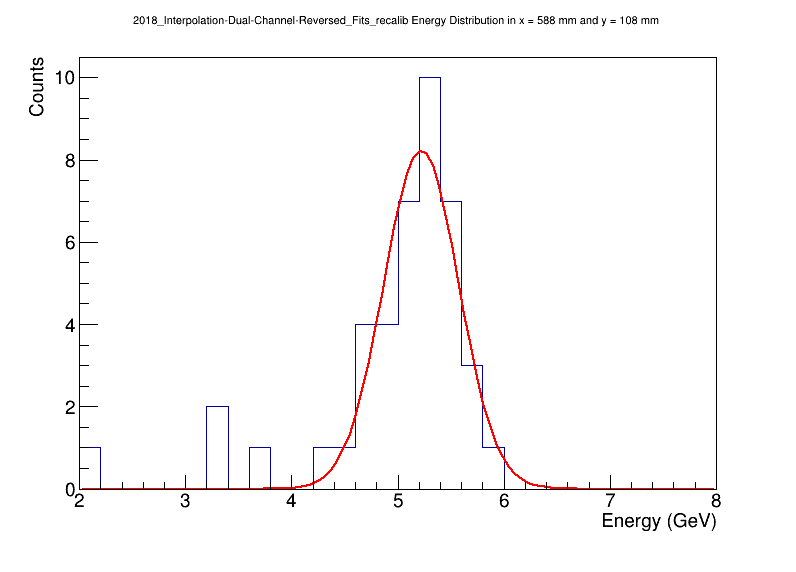 2018_Interpolation-Dual-Channel-Reversed_Fits_recalib Energy Distribution in x = 588 mm and y = 108 mm
Counts
10
8
6
4
2
0
2 3 4 5 6 7 8
Energy (GeV)